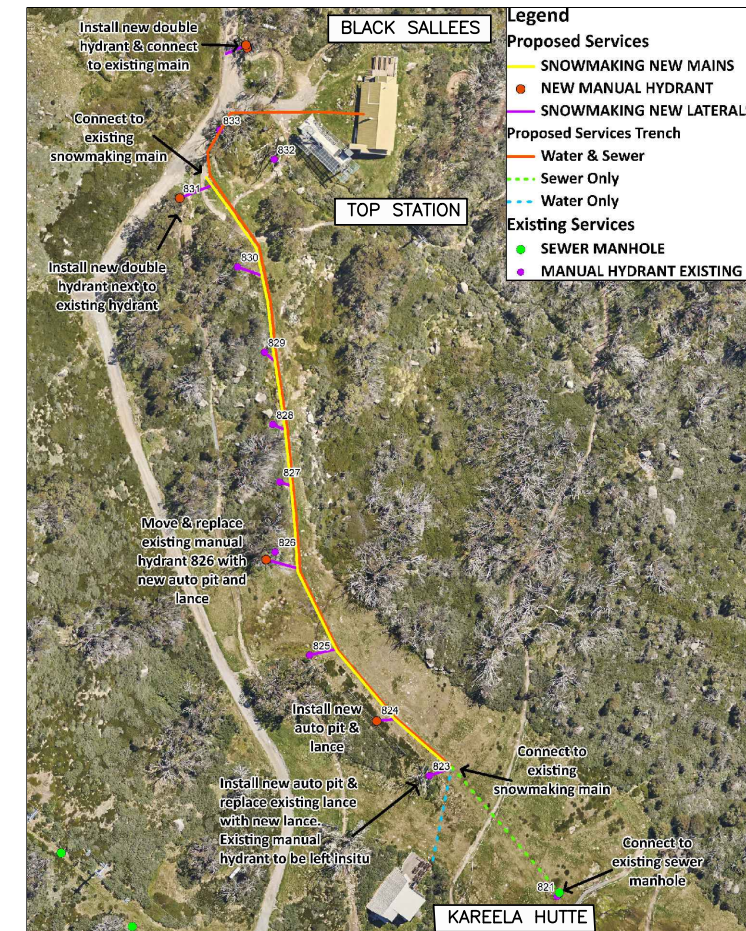 Install new double
hydrant & connect
to existing main
BLACK SALLEES
Legend
Proposed Services
SNOWMAKING NEW MAINS
NEW MANUAL HYDRANT
SNOWMAKING NEW LATERALS
Proposed Services Trench
Water & Sewer
Sewer Only
Water Only
Existing Services
SEWER MANHOLE
MANUAL HYDRANT EXISTING
Connect to
existing
snowmaking main
833
832
831
TOP STATION
Install new double
hydrant next to
existing hydrant
830
829
828
827
Move & replace
existing manual
hydrant 826 with
new auto pit and
lance
826
825
Install new
auto pit &
lance
824
823
Connect to
existing
snowmaking main
Install new auto pit &
replace existing lance
with new lance.
Existing manual
hydrant to be left insitu
Connect to
existing sewer
manhole
821
KAREELA HUTTE